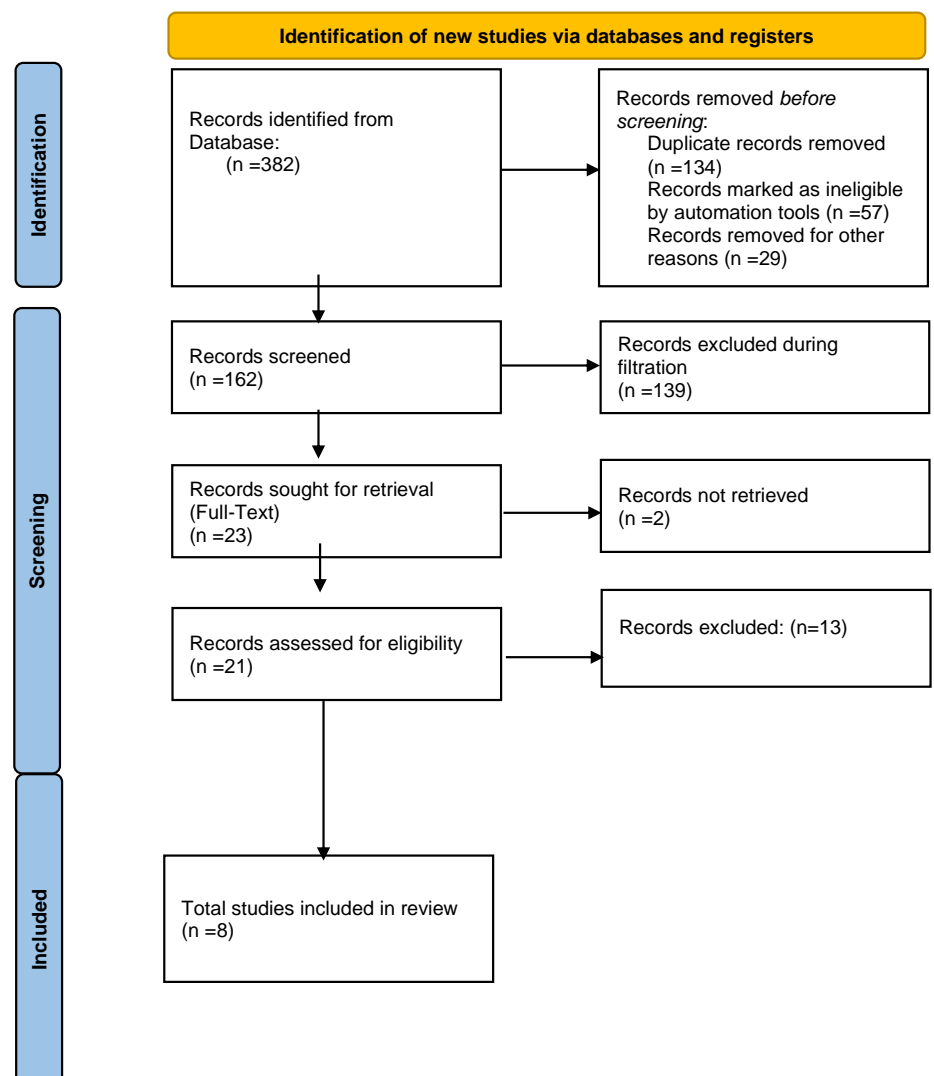 Identification of new studies via databases and registers
Identification
Records identified from
Database:
(n =382)
Records removed before
screening:
Duplicate records removed
(n =134)
Records marked as ineligible
by automation tools (n =57)
Records removed for other
reasons (n =29)
Screening
Records screened
(n =162)
Records excluded during
filtration
(n =139)
Records sought for retrieval
(Full-Text)
(n =23)
Records not retrieved
(n =2)
Records assessed for eligibility
(n =21)
Records excluded: (n=13)
Included
Total studies included in review
(n =8)